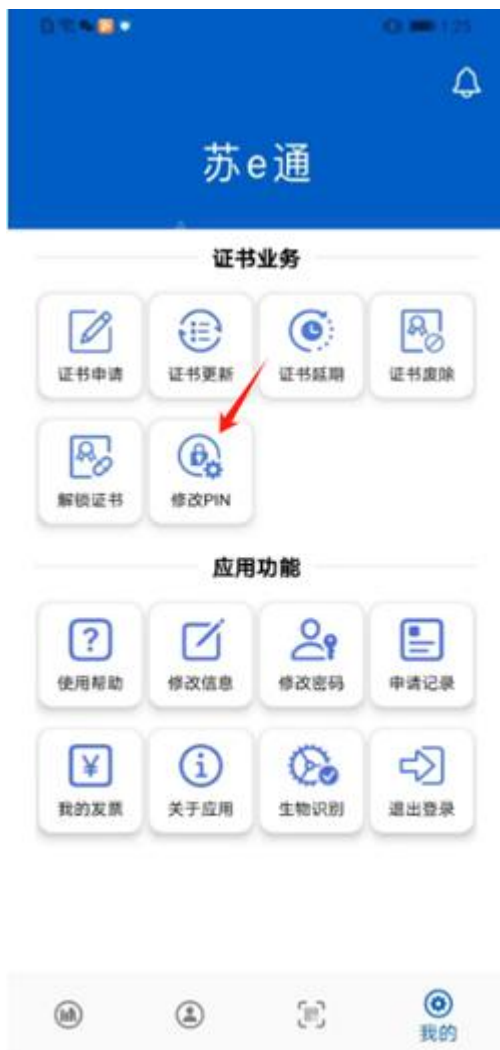 1:25
苏e通
证书业务
证书申请 证书更新 证书延期 证书废除
解锁证书 修改PIN
应用功能
使用帮助 修改信息 修改密码 申请记录
我的发票 关于应用 生物识别 退出登录
我的